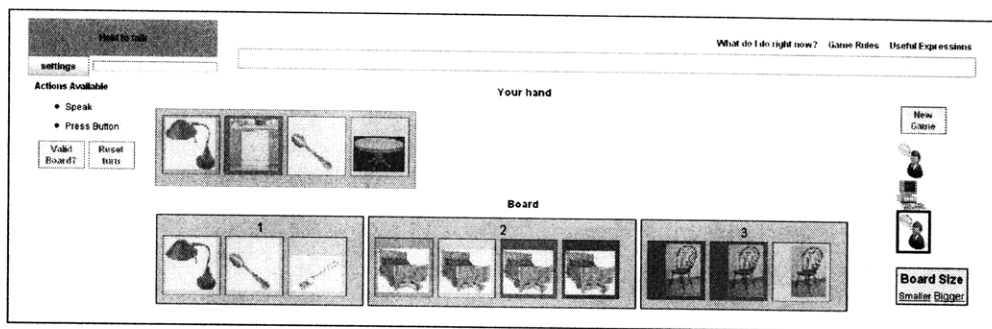 Hold to talk
What do I do right now? Game Rules Useful Expressions
settings
Actions Available
• Speak
• Press Button
Valid Board?
Reset turn
Your hand
New Game
Board
1
2
3
Board Size
Smaller Bigger